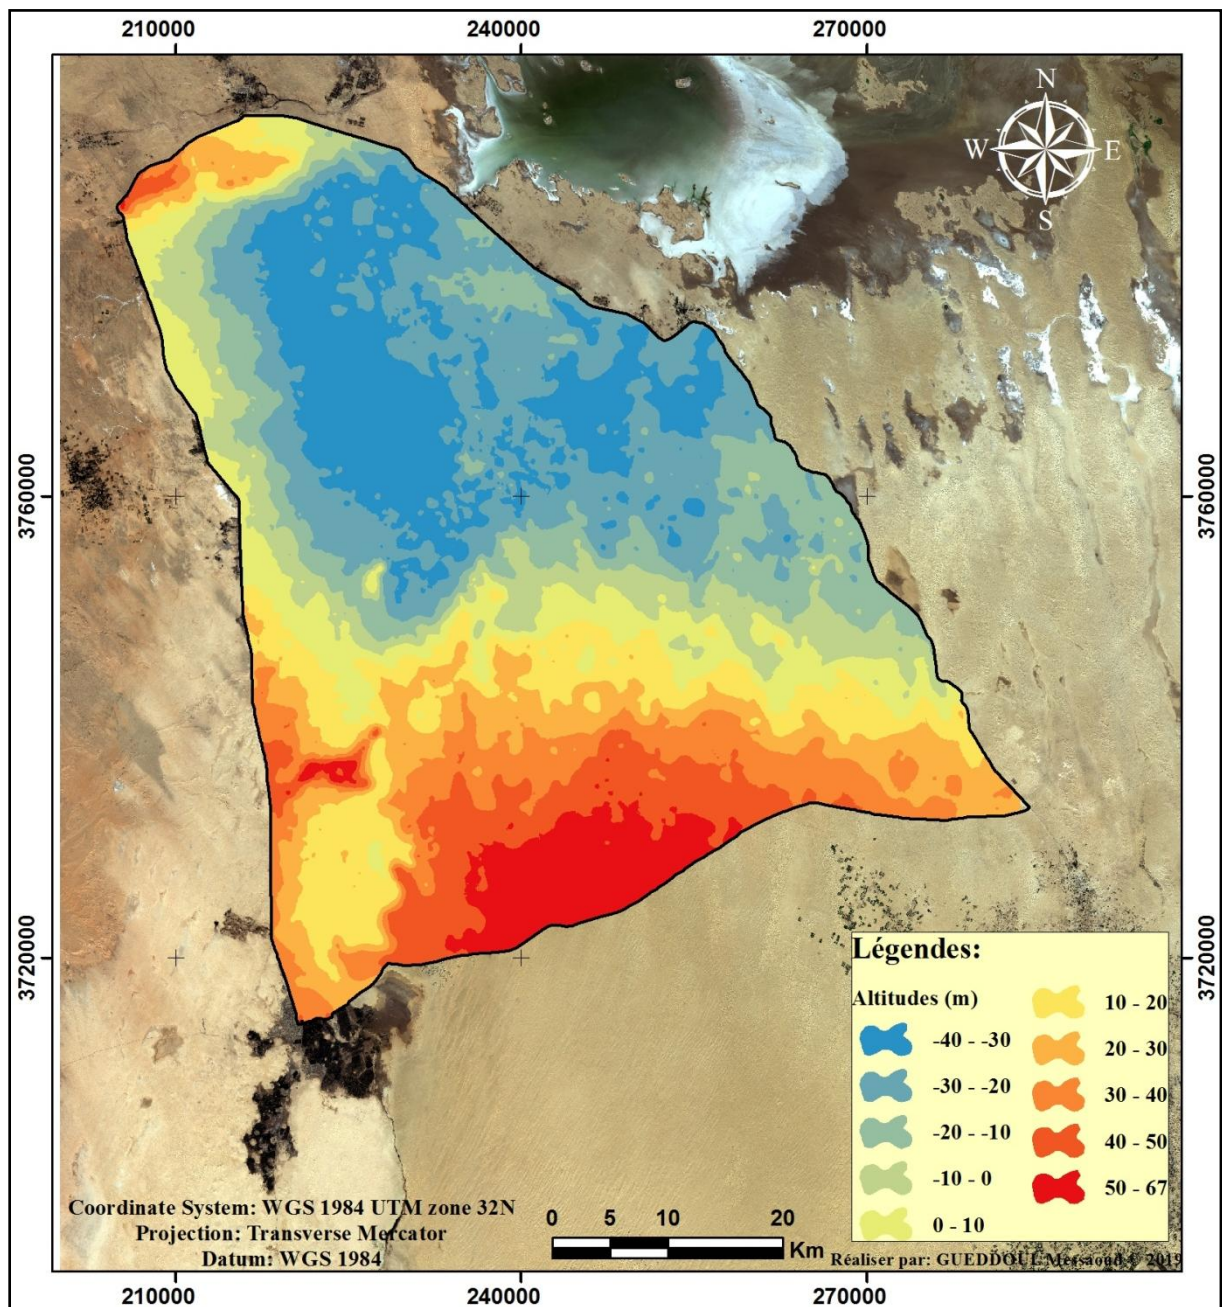 210000 240000 270000
N
W E
S
3760000 3760000
3720000 3720000
Légendes:
Altitudes (m)
-40 - -30
-30 - -20
-20 - -10
-10 - 0
0 - 10
10 - 20
20 - 30
30 - 40
40 - 50
50 - 67
Coordinate System: WGS 1984 UTM zone 32N
Projection: Transverse Mercator
Datum: WGS 1984
0 5 10 20
Km
Réaliser par: GUEDDOUL Messaoud © 2019
210000 240000 270000